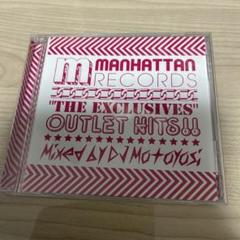 m MANHATTAN
RECORDS
"THE EXCLUSIVES"
OUTLET HITS!!
Mixed by DJ Motoyosi